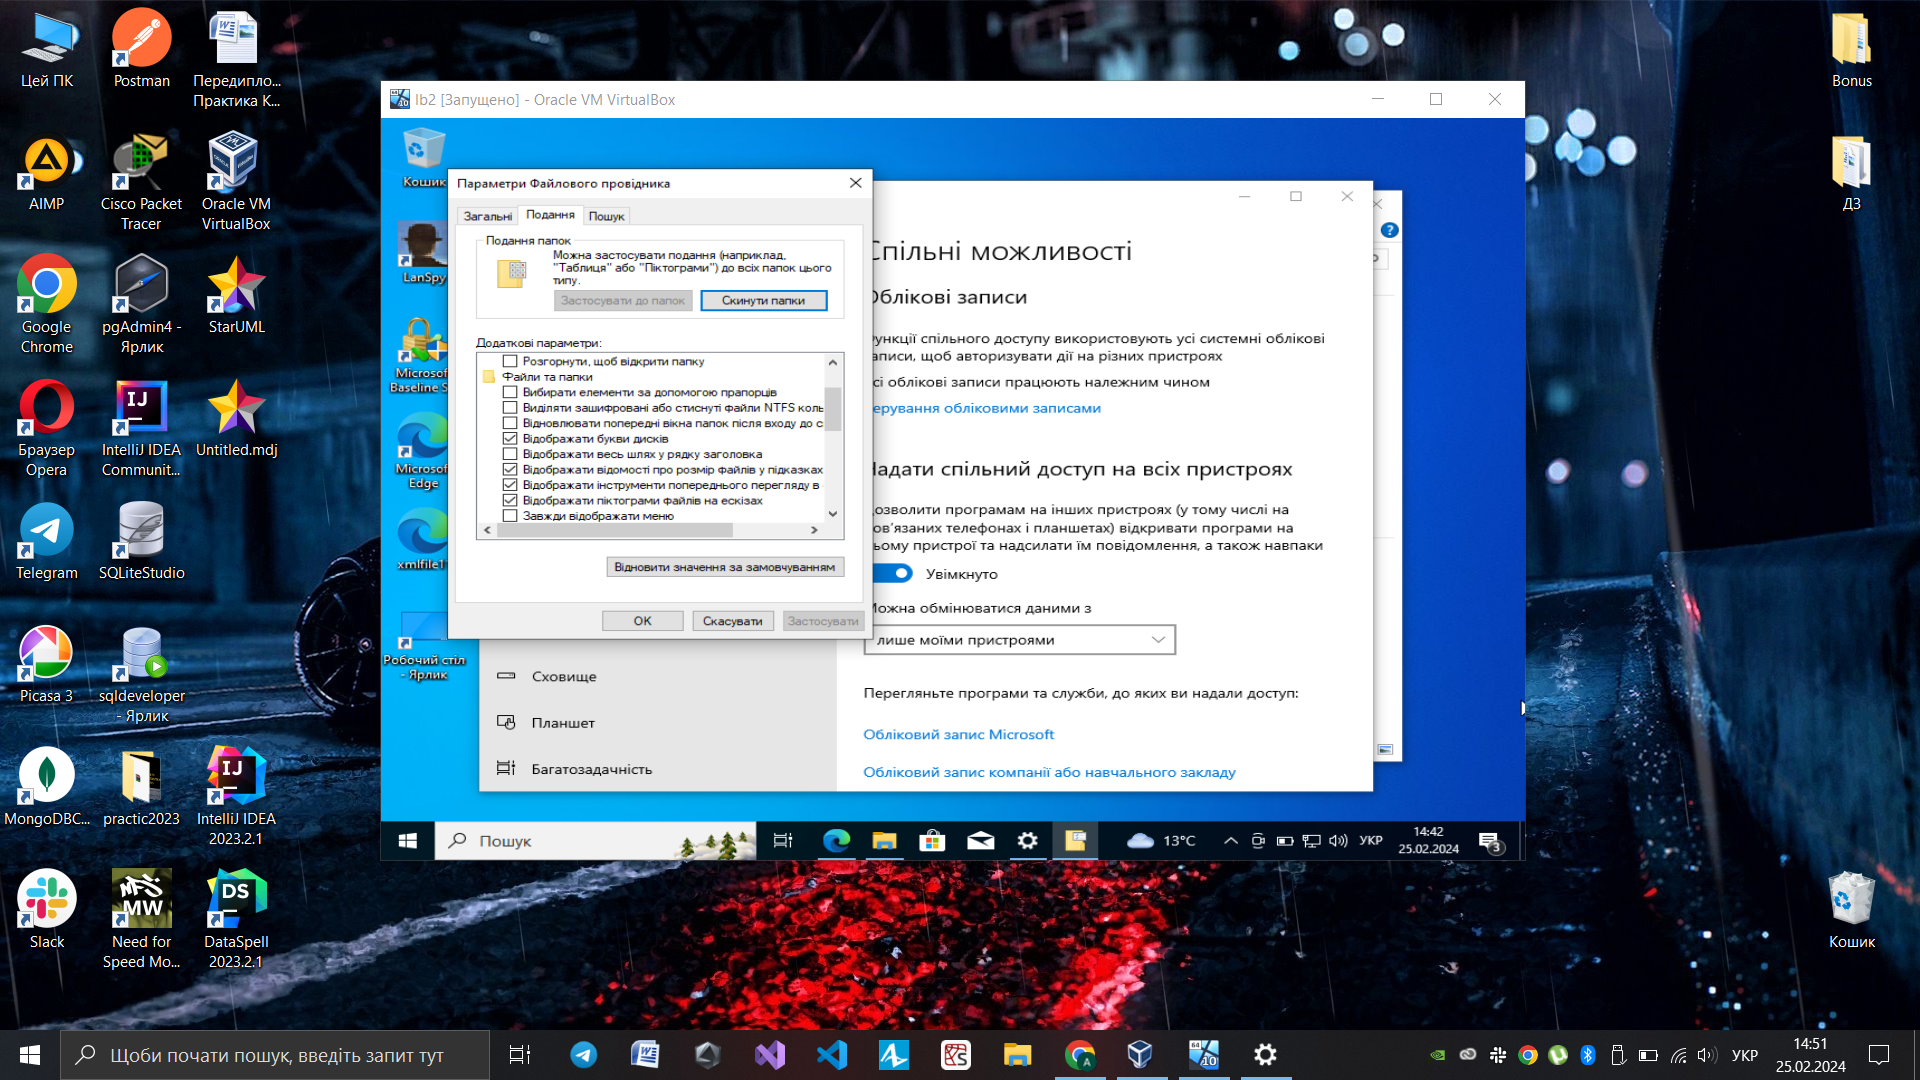 Цей ПК
Postman
Передипло...
Практика К...
AIMP
Cisco Packet
Tracer
Oracle VM
VirtualBox
Google
Chrome
pgAdmin4 -
Ярлик
StarUML
Браузер
Opera
IntelliJ IDEA
Communit...
Untitled.mdj
Telegram
SQLiteStudio
Picasa 3
sqldeveloper
- Ярлик
MongoDBC...
practic2023
IntelliJ IDEA
2023.2.1
Slack
Need for
Speed Mo...
DataSpell
2023.2.1
Bonus
ДЗ
Кошик
lb2 [Запущено] - Oracle VM VirtualBox
Кошик
LanSpy
Microsof
Baseline S
Microsof
Edge
xmlfile1
Робочий стіл
- Ярлик
Параметри Файлового провідника
Загальні
Подання
Пошук
Подання папок
Можна застосувати подання (наприклад,
"Таблиця" або "Піктограми") до всіх папок цього
типу.
Застосувати до папок
Скинути папки
Додаткові параметри:
Розгорнути, щоб відкрити папку
Файли та папки
Вибирати елементи за допомогою прапорців
Виділяти зашифровані або стиснуті файли NTFS коль
Відновлювати попередні вікна папок після входу до с
Відображати букви дисків
Відображати весь шлях у рядку заголовка
Відображати відомості про розмір файлів у підказках
Відображати інструменти попереднього перегляду в
Відображати піктограми файлів на ескізах
Завжди відображати меню
Відновити значення за замовчуванням
ОК
Скасувати
Застосувати
Спільні можливості
Облікові записи
ункції спільного доступу використовують усі системні облікові
аписи, щоб авторизувати дії на різних пристроях
сі облікові записи працюють належним чином
ерування обліковими записами
Надати спільний доступ на всіх пристроях
озволити програмам на інших пристроях (у тому числі на
ов'язаних телефонах і планшетах) відкривати програми на
ьому пристрої та надсилати їм повідомлення, а також навпаки
Увімкнуто
Можна обмінюватися даними з
лише моїми пристроями
Перегляньте програми та служби, до яких ви надали доступ:
Обліковий запис Microsoft
Обліковий запис компанії або навчального закладу
Сховище
Планшет
Багатозадачність
Пошук
13°C
УКР
14:42
25.02.2024
3
Щоби почати пошук, введіть запит тут
УКР
14:51
25.02.2024